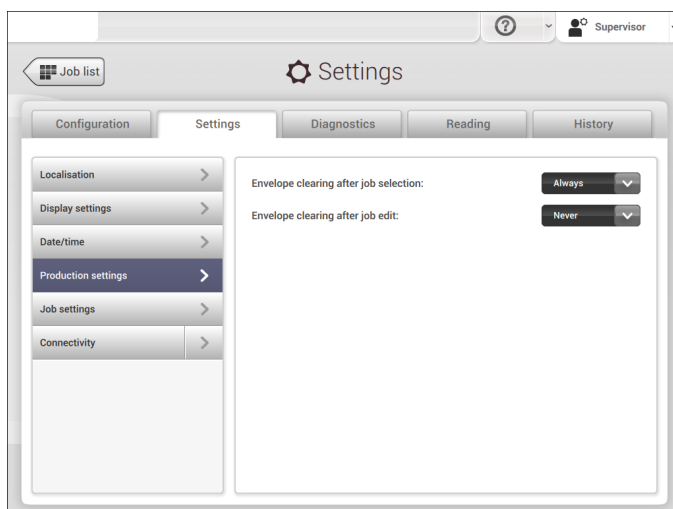 ? Supervisor
Job list
Settings
Configuration Settings Diagnostics Reading History
Localisation
Display settings
Date/time
Production settings
Job settings
Connectivity
Envelope clearing after job selection: Always
Envelope clearing after job edit: Never